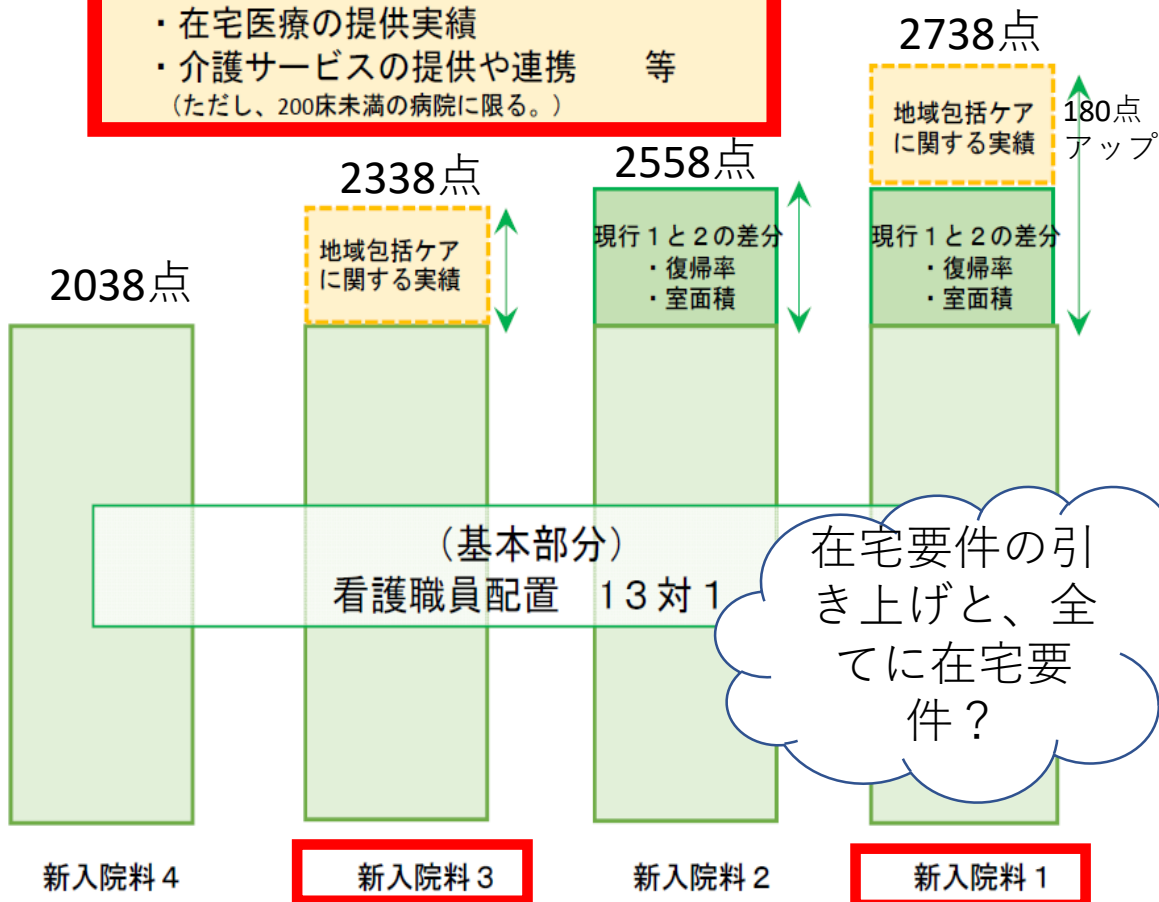 ・在宅医療の提供実績
・介護サービスの提供や連携　　等
（ただし、200床未満の病院に限る。）
2738点
地域包括ケア
に関する実績
180点
アップ
2558点
2338点
現行１と２の差分
・復帰率
・室面積
現行１と２の差分
・復帰率
・室面積
地域包括ケア
に関する実績
2038点
（基本部分）
看護職員配置　１３対１
在宅要件の引
き上げと、全
てに在宅要
件？
新入院料４
新入院料３
新入院料２
新入院料１